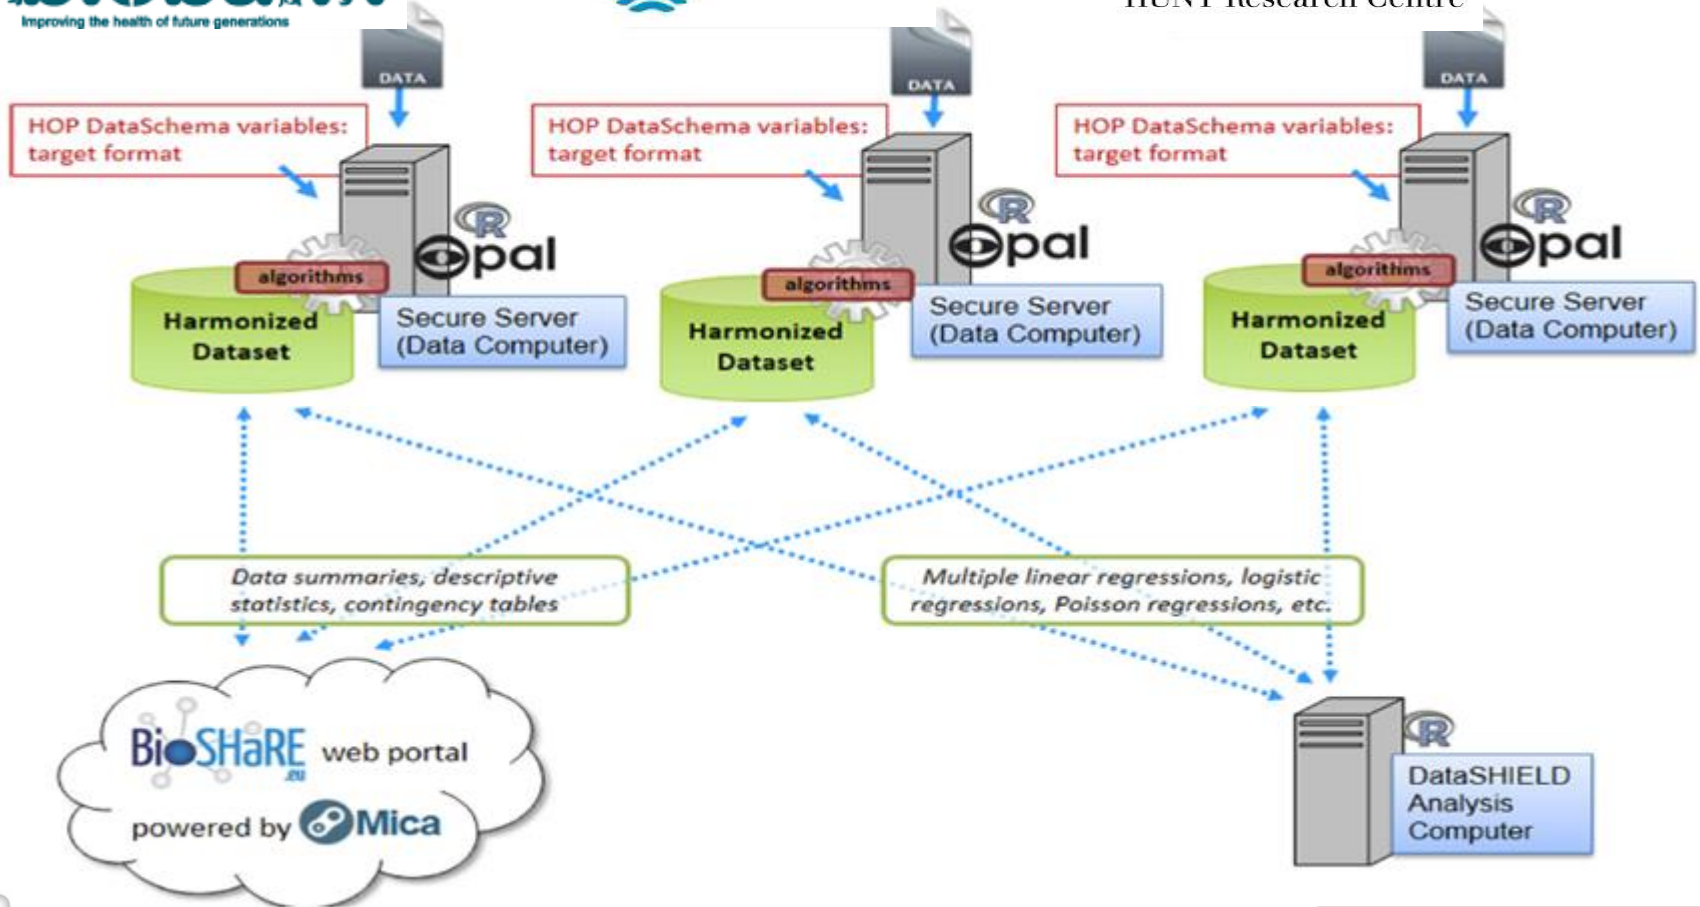 Improving the health of future generations
HUNT Research Centre
DATA
DATA
DATA
HOP DataSchema variables:
target format
HOP DataSchema variables:
target format
HOP DataSchema variables:
target format
R
Opal
R
Opal
R
Opal
algorithms
algorithms
algorithms
Harmonized
Dataset
Secure Server
(Data Computer)
Harmonized
Dataset
Secure Server
(Data Computer)
Harmonized
Dataset
Secure Server
(Data Computer)
Data summaries, descriptive
statistics, contingency tables
Multiple linear regressions, logistic
regressions, Poisson regressions, etc.
BioSHaRE web portal
.eu
powered by Mica
R
DataSHIELD
Analysis
Computer